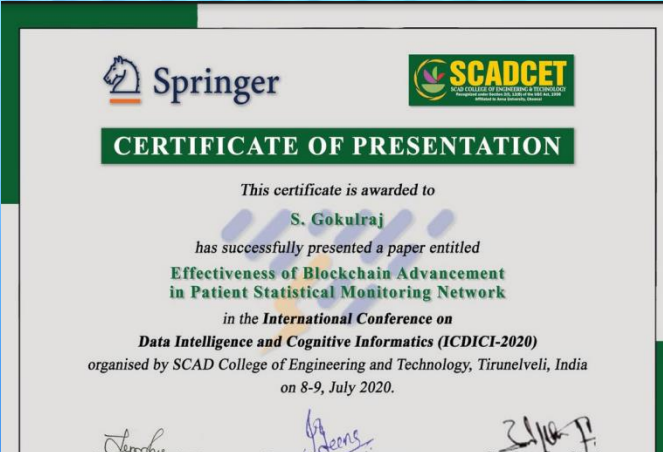 Springer
SCADCET
SCAD COLLEGE OF ENGINEERING & TECHNOLOGY
CERTIFICATE OF PRESENTATION
This certificate is awarded to
S. Gokulraj
has successfully presented a paper entitled
Effectiveness of Blockchain Advancement
in Patient Statistical Monitoring Network
in the International Conference on
Data Intelligence and Cognitive Informatics (ICDICI-2020)
organised by SCAD College of Engineering and Technology, Tirunelveli, India
on 8-9, July 2020.